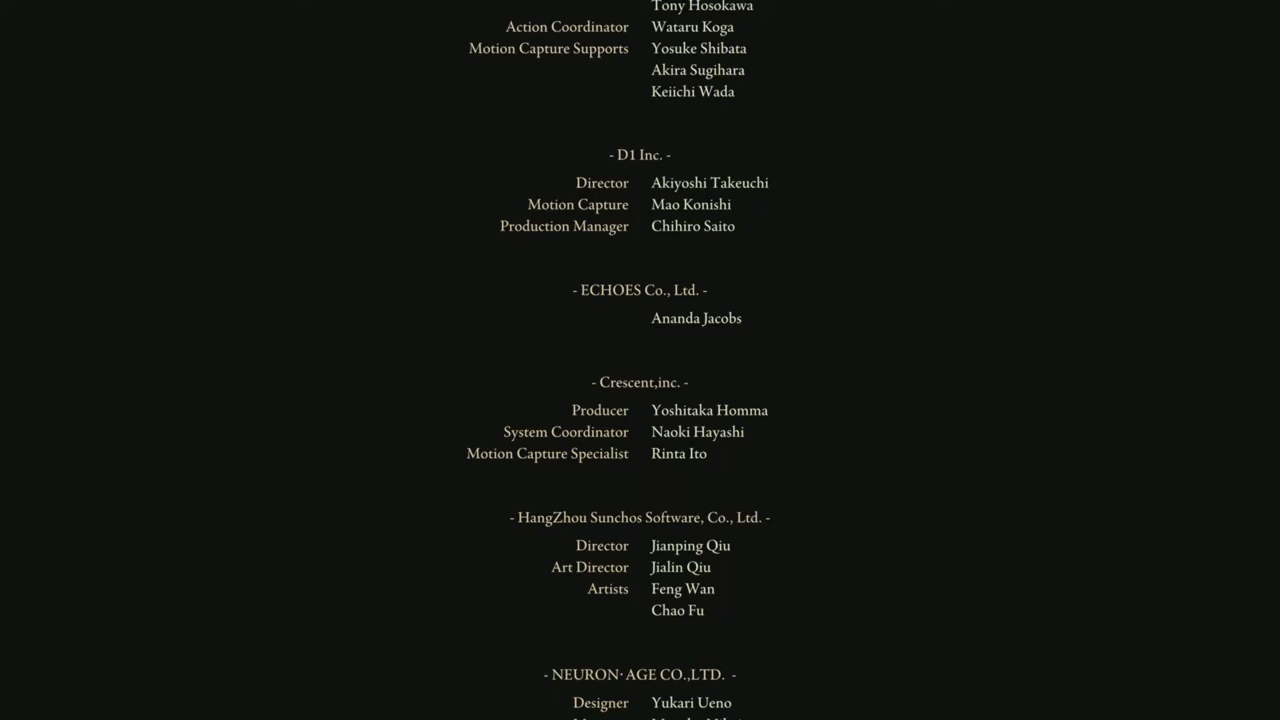 Tony Hosokawa
Action Coordinator Wataru Koga
Motion Capture Supports Yosuke Shibata
Akira Sugihara
Keiichi Wada
- D1 Inc. -
Director Akiyoshi Takeuchi
Motion Capture Mao Konishi
Production Manager Chihiro Saito
- ECHOES Co., Ltd. -
Ananda Jacobs
- Crescent,inc. -
Producer Yoshitaka Homma
System Coordinator Naoki Hayashi
Motion Capture Specialist Rinta Ito
- HangZhou Sunchos Software, Co., Ltd. -
Director Jianping Qiu
Art Director Jialin Qiu
Artists Feng Wan
Chao Fu
- NEURON·AGE CO.,LTD. -
Designer Yukari Ueno